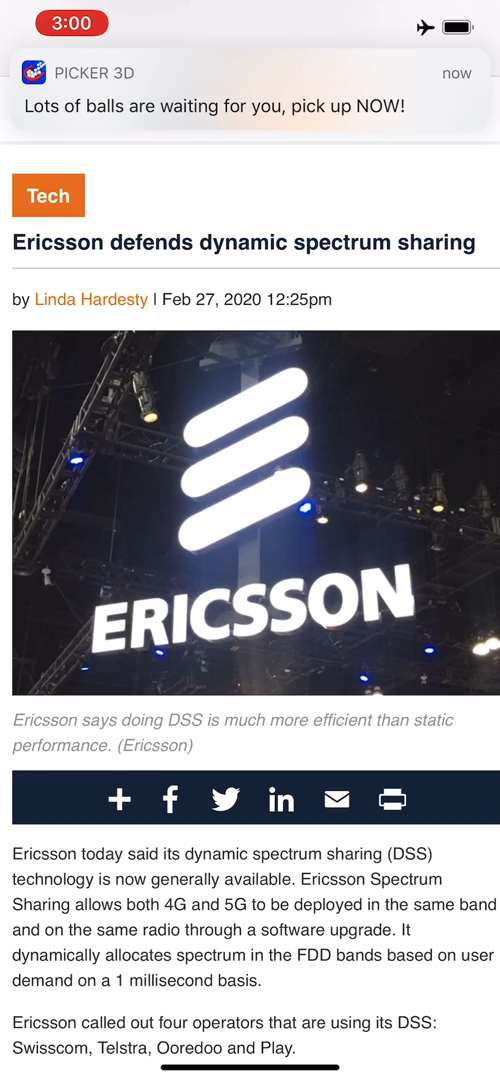 3:00
PICKER 3D now
Lots of balls are waiting for you, pick up NOW!
Tech
Ericsson defends dynamic spectrum sharing
by Linda Hardesty | Feb 27, 2020 12:25pm
ERICSSON
Ericsson says doing DSS is much more efficient than static
performance. (Ericsson)
Ericsson today said its dynamic spectrum sharing (DSS)
technology is now generally available. Ericsson Spectrum
Sharing allows both 4G and 5G to be deployed in the same band
and on the same radio through a software upgrade. It
dynamically allocates spectrum in the FDD bands based on user
demand on a 1 millisecond basis.
Ericsson called out four operators that are using its DSS:
Swisscom, Telstra, Ooredoo and Play.